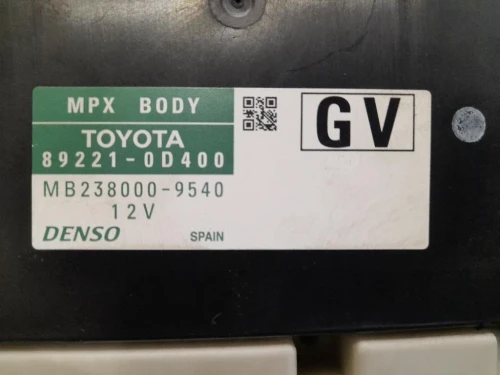 MPX BODY
TOYOTA
89221-0D400
GV
MB238000-9540
12V
DENSO SPAIN